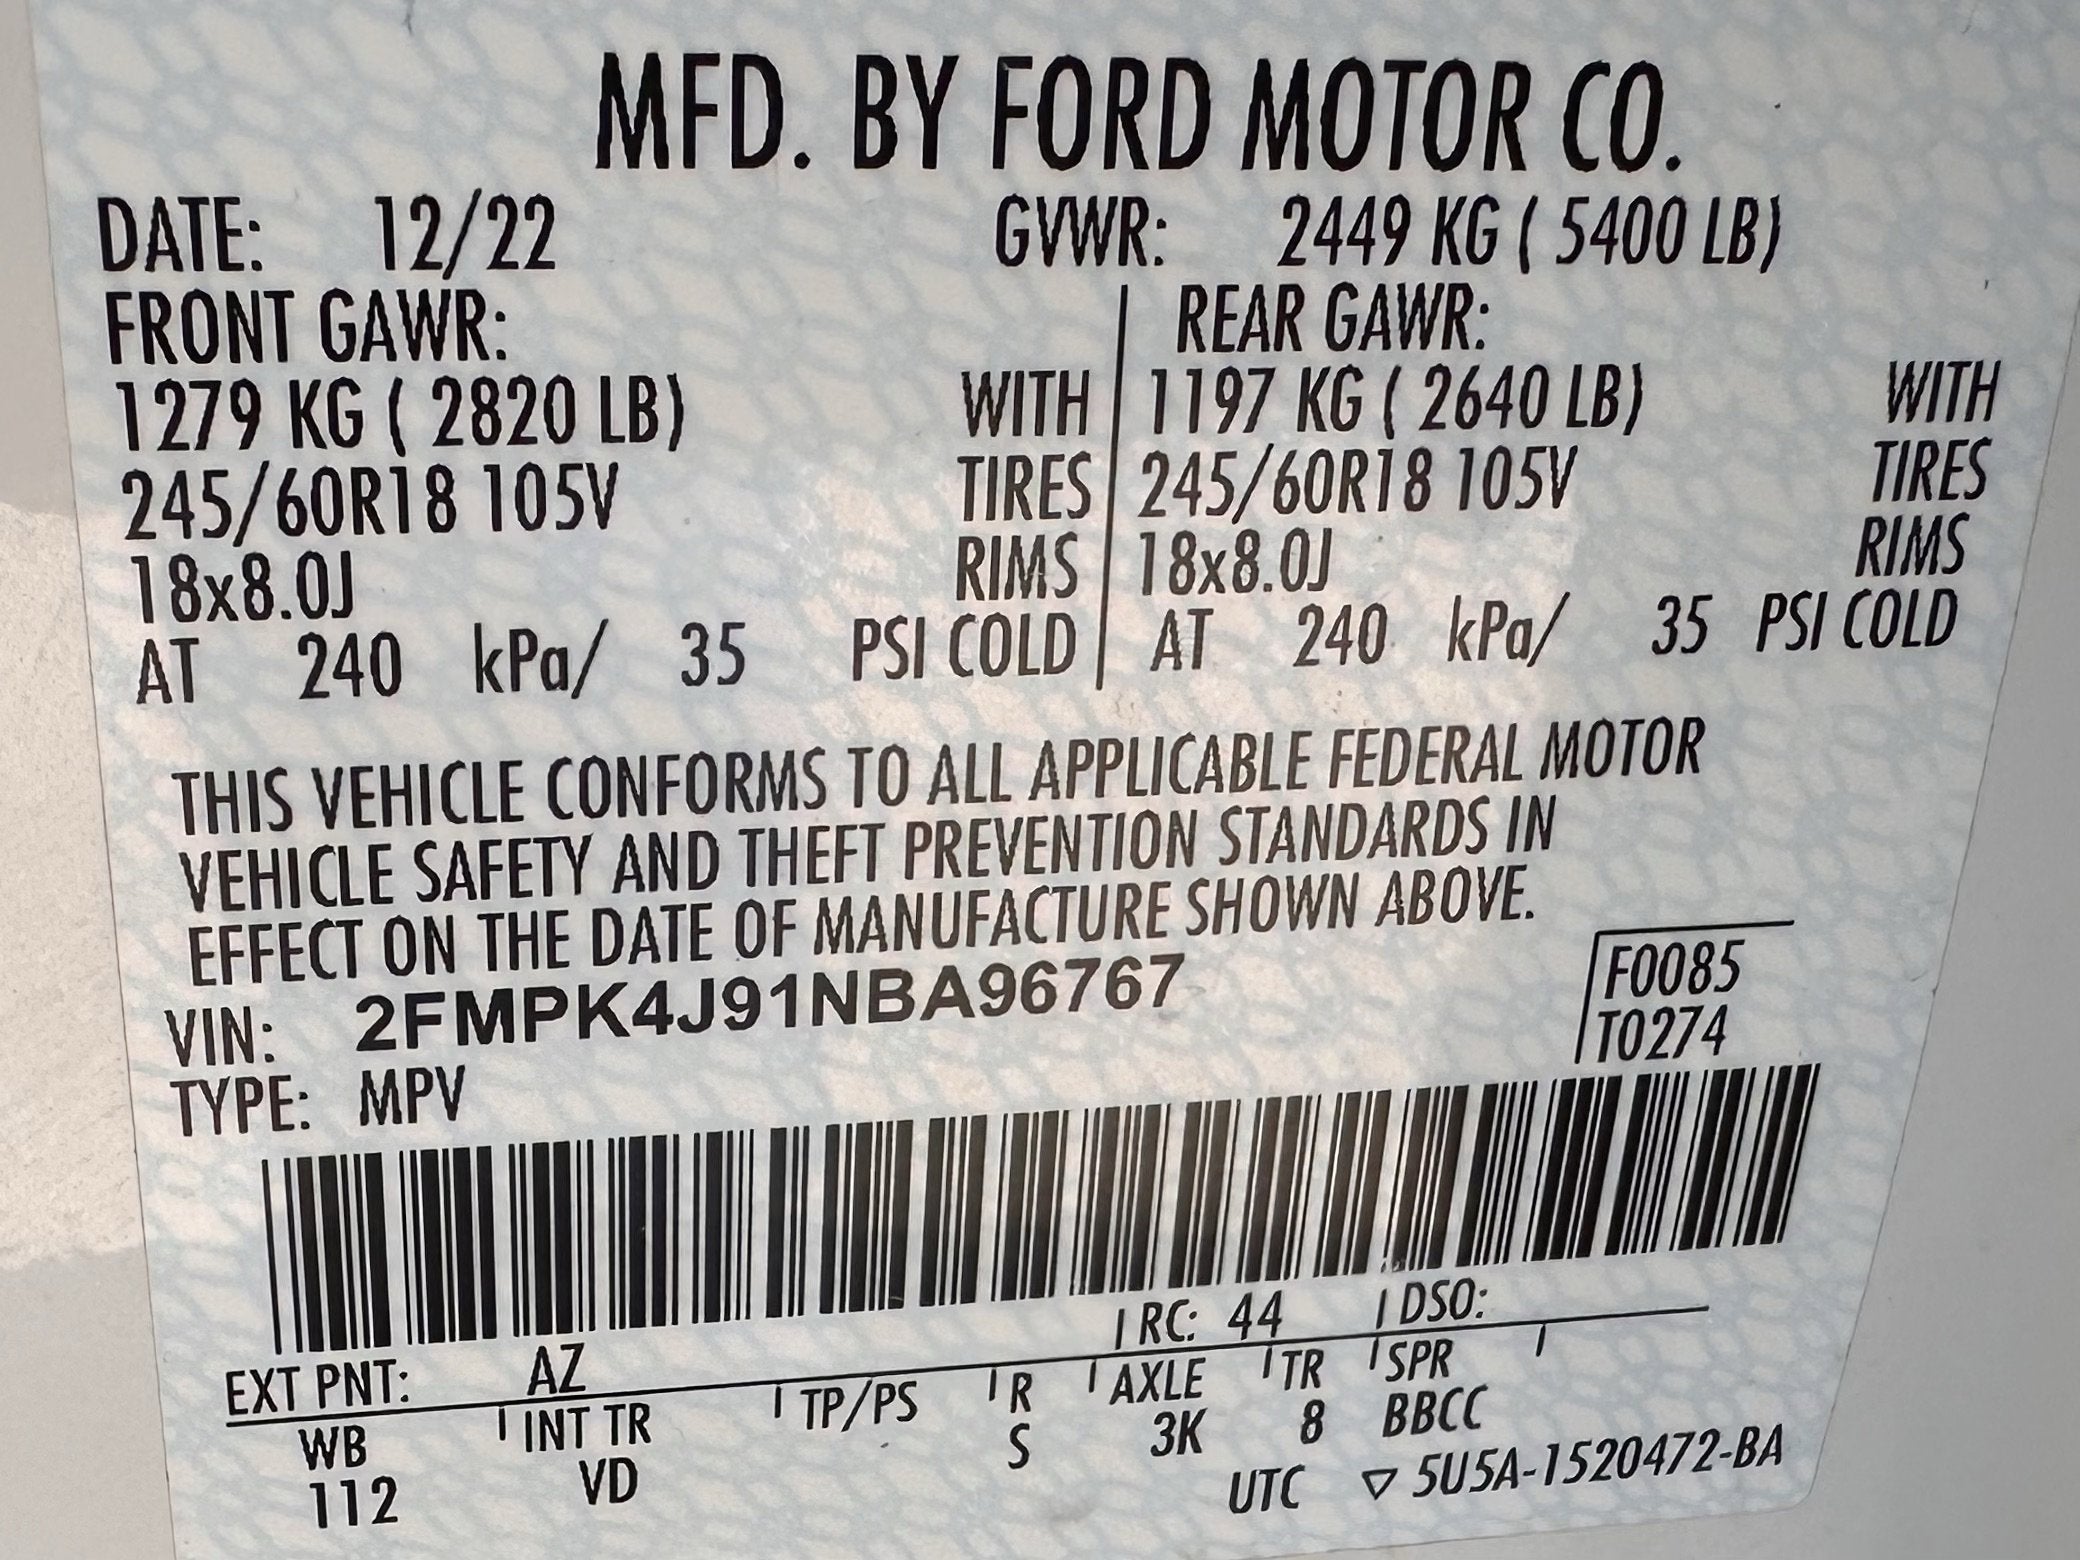 MFD. BY FORD MOTOR CO.
DATE: 12/22 GVWR: 2449 KG ( 5400 LB)
FRONT GAWR: REAR GAWR:
1279 KG ( 2820 LB) WITH 1197 KG ( 2640 LB) WITH
245/60R18 105V TIRES 245/60R18 105V TIRES
18x8.0J RIMS 18x8.0J RIMS
AT 240 kPa/ 35 PSI COLD AT 240 kPa/ 35 PSI COLD
THIS VEHICLE CONFORMS TO ALL APPLICABLE FEDERAL MOTOR
VEHICLE SAFETY AND THEFT PREVENTION STANDARDS IN
EFFECT ON THE DATE OF MANUFACTURE SHOWN ABOVE.
VIN: 2FMPK4J91NBA96767 F0085
TYPE: MPV T0274
RC: 44 DSO:
EXT PNT: AZ
WB INT TR TP/PS R AXLE TR SPR
112 VD S 3K 8 BBCC
UTC ▽ 5U5A-1520472-BA